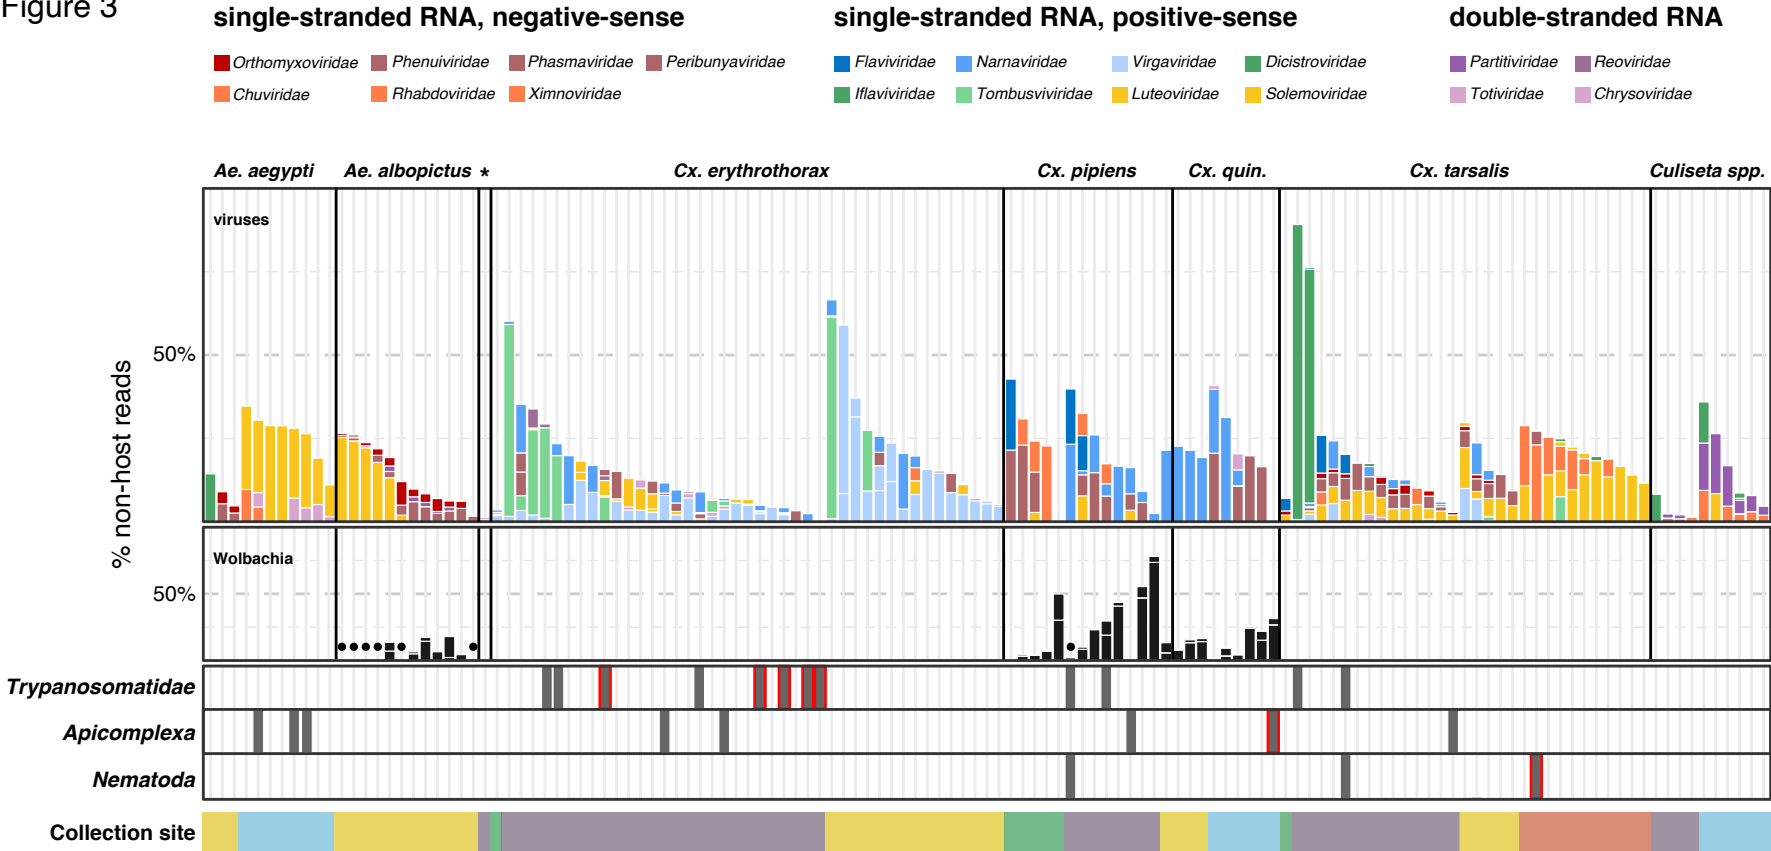 Figure 3
single-stranded RNA, negative-sense single-stranded RNA, positive-sense double-stranded RNA
Orthomyxoviridae Phenuiviridae Phasmaviridae Peribunyaviridae Flaviviridae Narnaviridae Virgaviridae Dicistroviridae Partitiviridae Reoviridae
Chuviridae Rhabdoviridae Ximnoviridae Iflaviviridae Tombusviviridae Luteoviridae Solemoviridae Totiviridae Chrysoviridae
Ae. aegypti Ae. albopictus * Cx. erythrothorax Cx. pipiens Cx. quin. Cx. tarsalis Culiseta spp.
viruses
50%
% non-host reads
Wolbachia
50%
Trypanosomatidae
Apicomplexa
Nematoda
Collection site